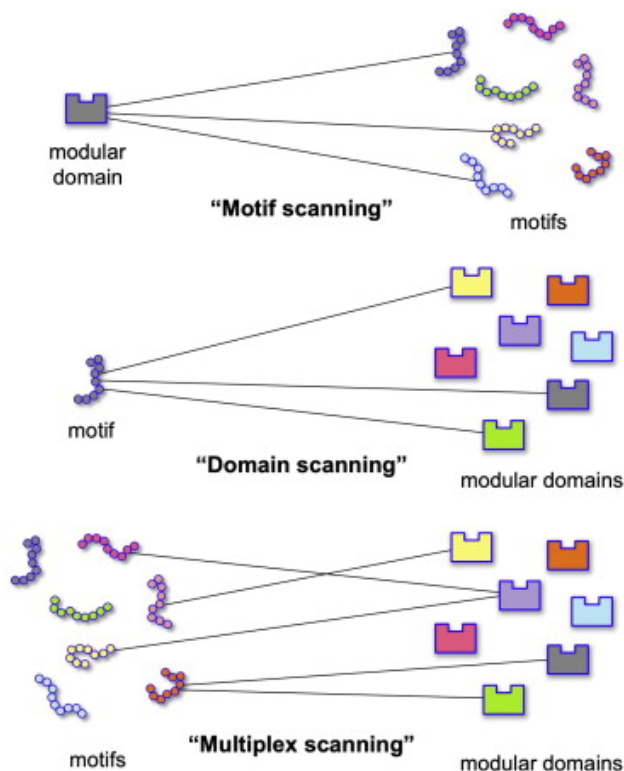 modular
domain
“Motif scanning”
motifs
motif
“Domain scanning”
modular domains
motifs
“Multiplex scanning”
modular domains